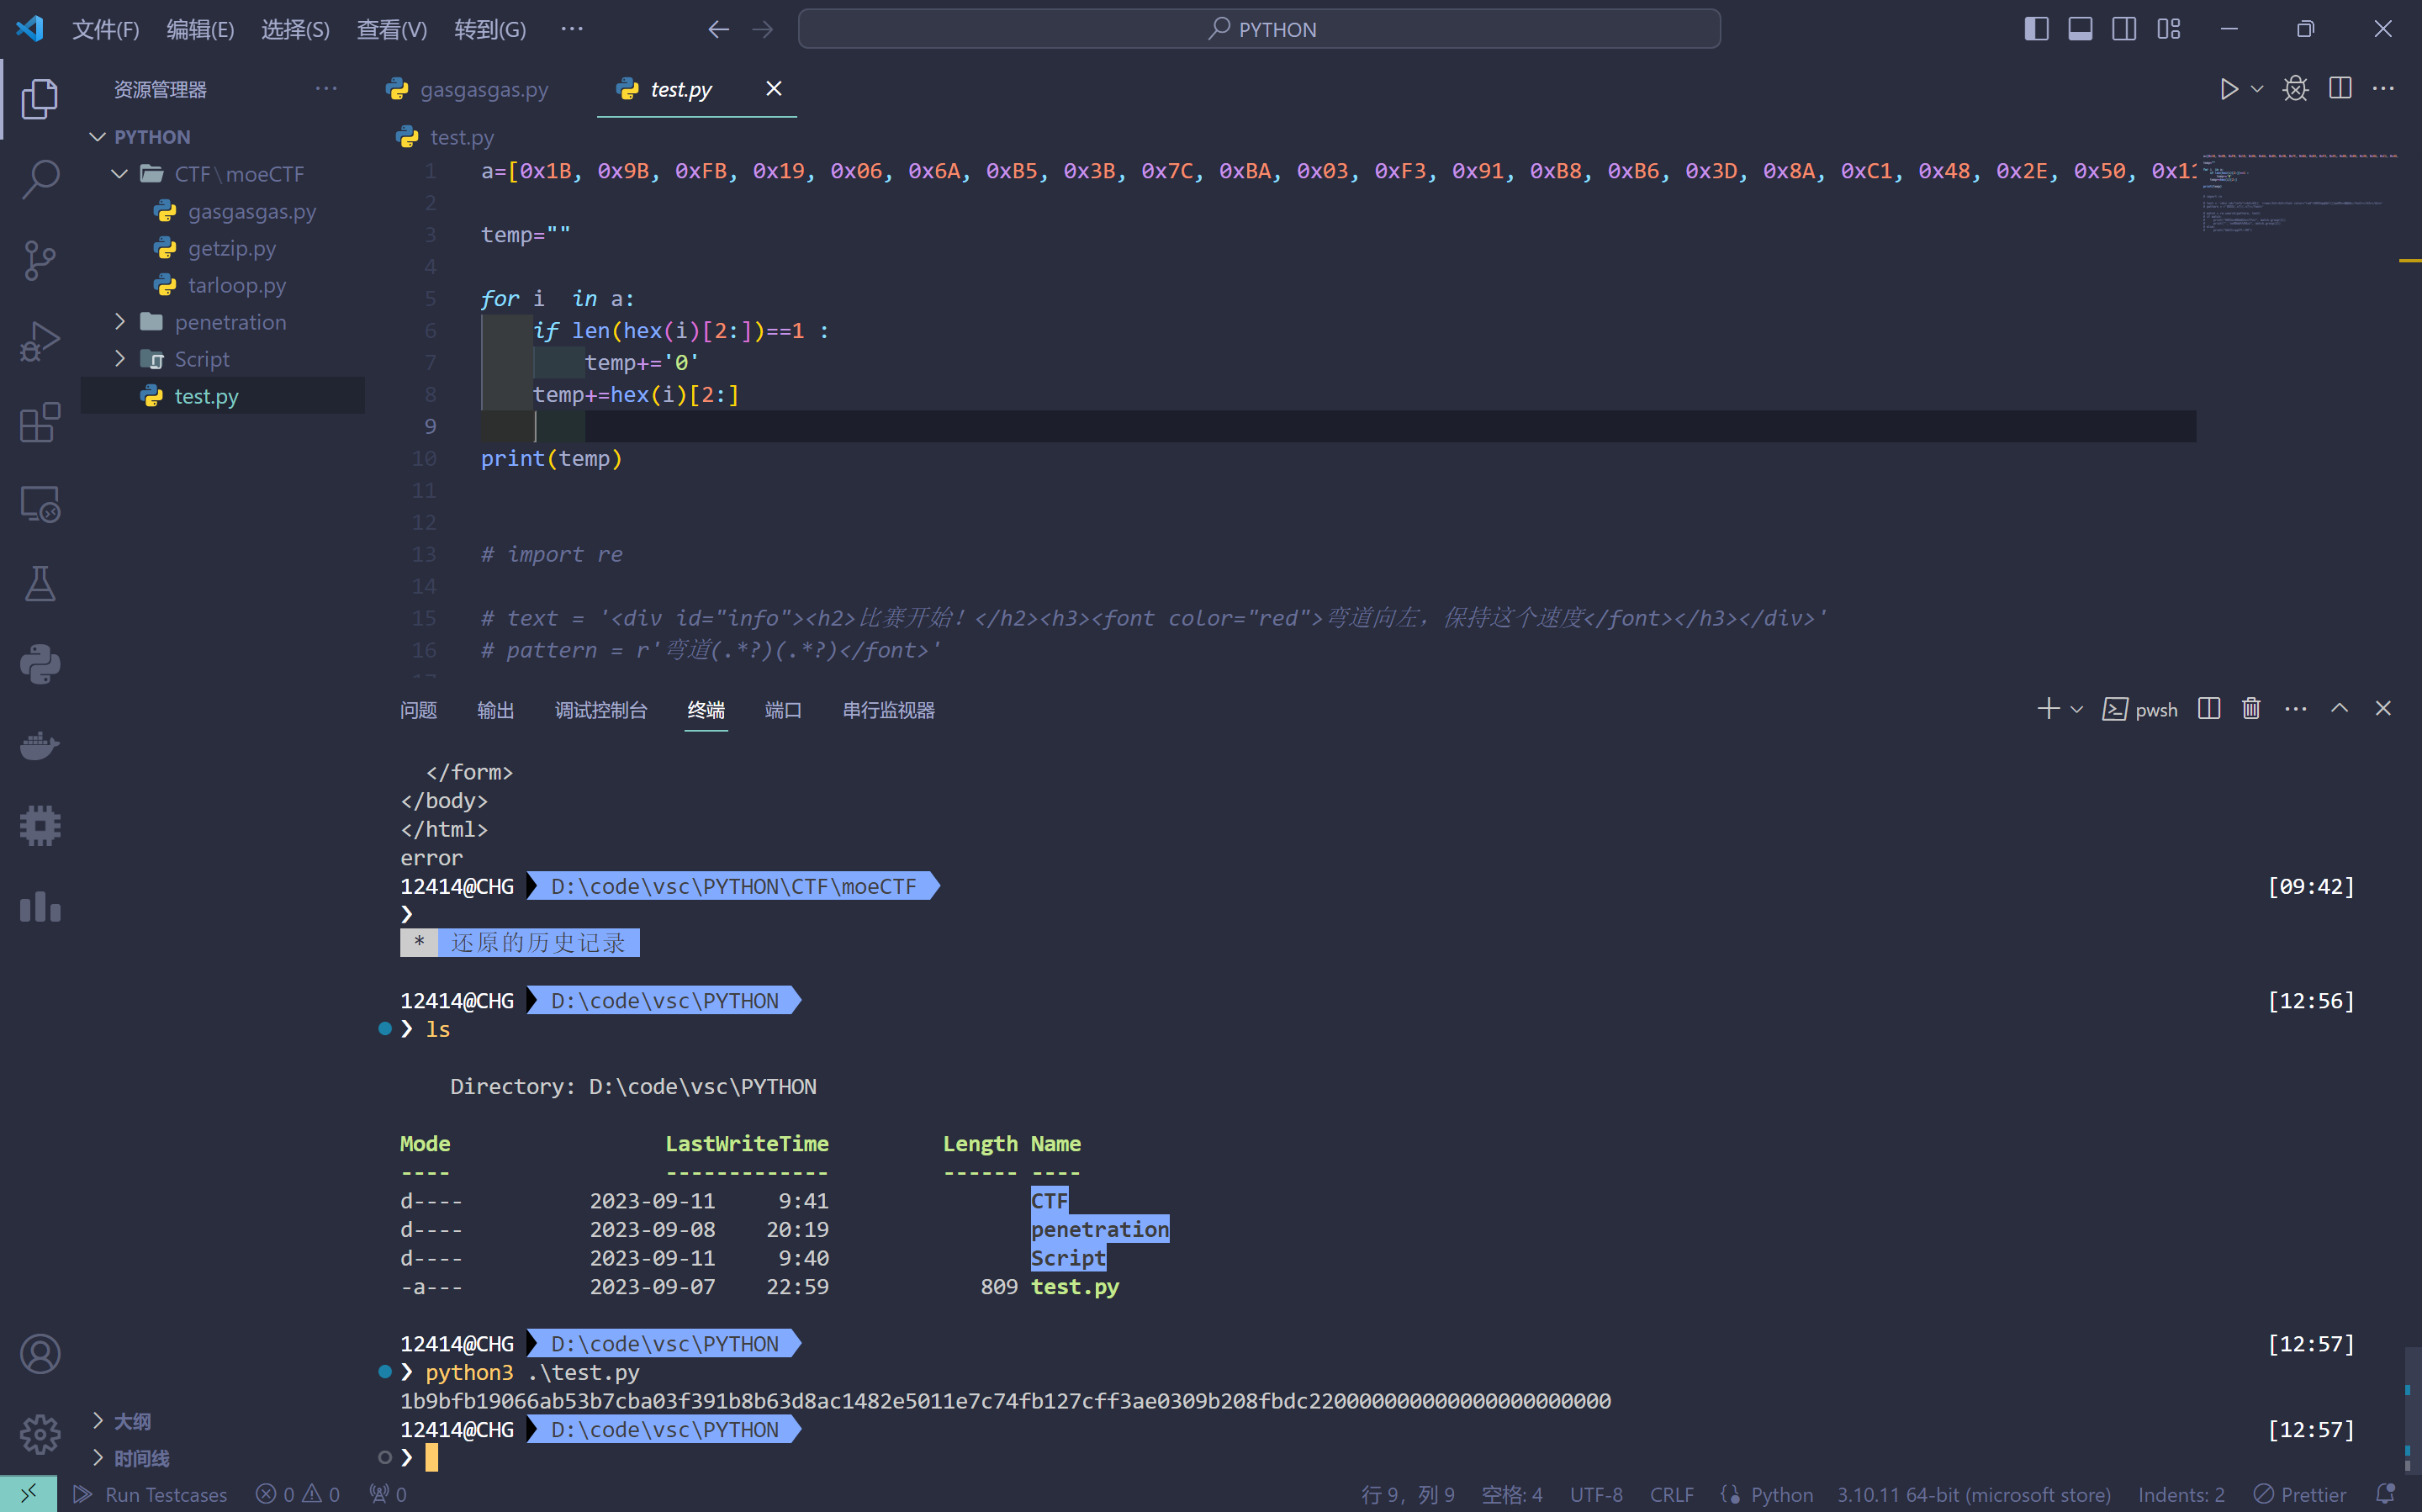 文件(F) 编辑(E) 选择(S) 查看(V) 转到(G) ··· PYTHON
资源管理器 ···
PYTHON
CTF\moeCTF
gasgasgas.py
getzip.py
tarloop.py
penetration
Script
test.py
大纲
时间线
gasgasgas.py test.py
test.py
1 a=[0x1B, 0x9B, 0xFB, 0x19, 0x06, 0x6A, 0xB5, 0x3B, 0x7C, 0xBA, 0x03, 0xF3, 0x91, 0xB8, 0xB6, 0x3D, 0x8A, 0xC1, 0x48, 0x2E, 0x50, 0x11
2
3 temp=""
4
5 for i  in a:
6     if len(hex(i)[2:])==1 :
7         temp+='0'
8     temp+=hex(i)[2:]
9
10 print(temp)
11
12
13 # import re
14
15 # text = '<div id="info"><h2>比赛开始！</h2><h3><font color="red">弯道向左，保持这个速度</font></h3></div>'
16 # pattern = r'弯道(.*?)(.*?)</font>'
问题 输出 调试控制台 终端 端口 串行监视器 pwsh
</form>
</body>
</html>
error
12414@CHG D:\code\vsc\PYTHON\CTF\moeCTF [09:42]
❯
* 还原的历史记录
12414@CHG D:\code\vsc\PYTHON [12:56]
❯ ls
Directory: D:\code\vsc\PYTHON
Mode LastWriteTime Length Name
---- ------------- ------ ----
d---- 2023-09-11 9:41 CTF
d---- 2023-09-08 20:19 penetration
d---- 2023-09-11 9:40 Script
-a--- 2023-09-07 22:59 809 test.py
12414@CHG D:\code\vsc\PYTHON [12:57]
❯ python3 .\test.py
1b9bfb19066ab53b7cba03f391b8b63d8ac1482e5011e7c74fb127cff3ae0309b208fbdc220000000000000000000000
12414@CHG D:\code\vsc\PYTHON [12:57]
❯
Run Testcases 0 0 0 行 9，列 9 空格: 4 UTF-8 CRLF Python 3.10.11 64-bit (microsoft store) Indents: 2 Prettier